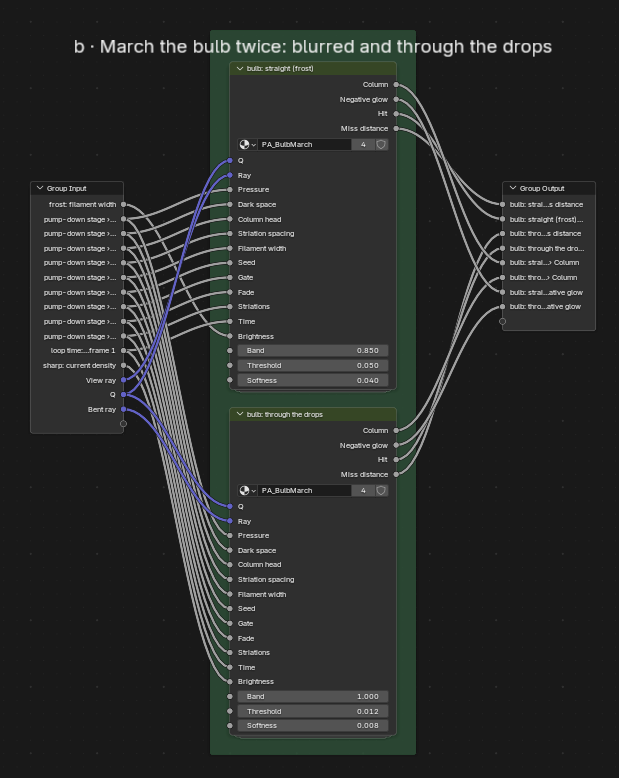 b · March the bulb twice: blurred and through the drops
bulb: straight (frost)
Column
Negative glow
Hit
Miss distance
PA_BulbMarch 4
Q
Ray
Pressure
Dark space
Column head
Striation spacing
Filament width
Seed
Gate
Fade
Striations
Time
Brightness
Band 0.850
Threshold 0.050
Softness 0.040
Group Input
frost: filament width
pump-down stage ›...
pump-down stage ›...
pump-down stage ›...
pump-down stage ›...
pump-down stage ›...
pump-down stage ›...
pump-down stage ›...
pump-down stage ›...
pump-down stage ›...
loop time:...frame 1
sharp: current density
View ray
Q
Bent ray
bulb: through the drops
Column
Negative glow
Hit
Miss distance
PA_BulbMarch 4
Q
Ray
Pressure
Dark space
Column head
Striation spacing
Filament width
Seed
Gate
Fade
Striations
Time
Brightness
Band 1.000
Threshold 0.012
Softness 0.008
Group Output
bulb: strai...s distance
bulb: straight (frost)...
bulb: thro...s distance
bulb: through the dro...
bulb: strai...› Column
bulb: thro...› Column
bulb: strai...ative glow
bulb: thro...ative glow